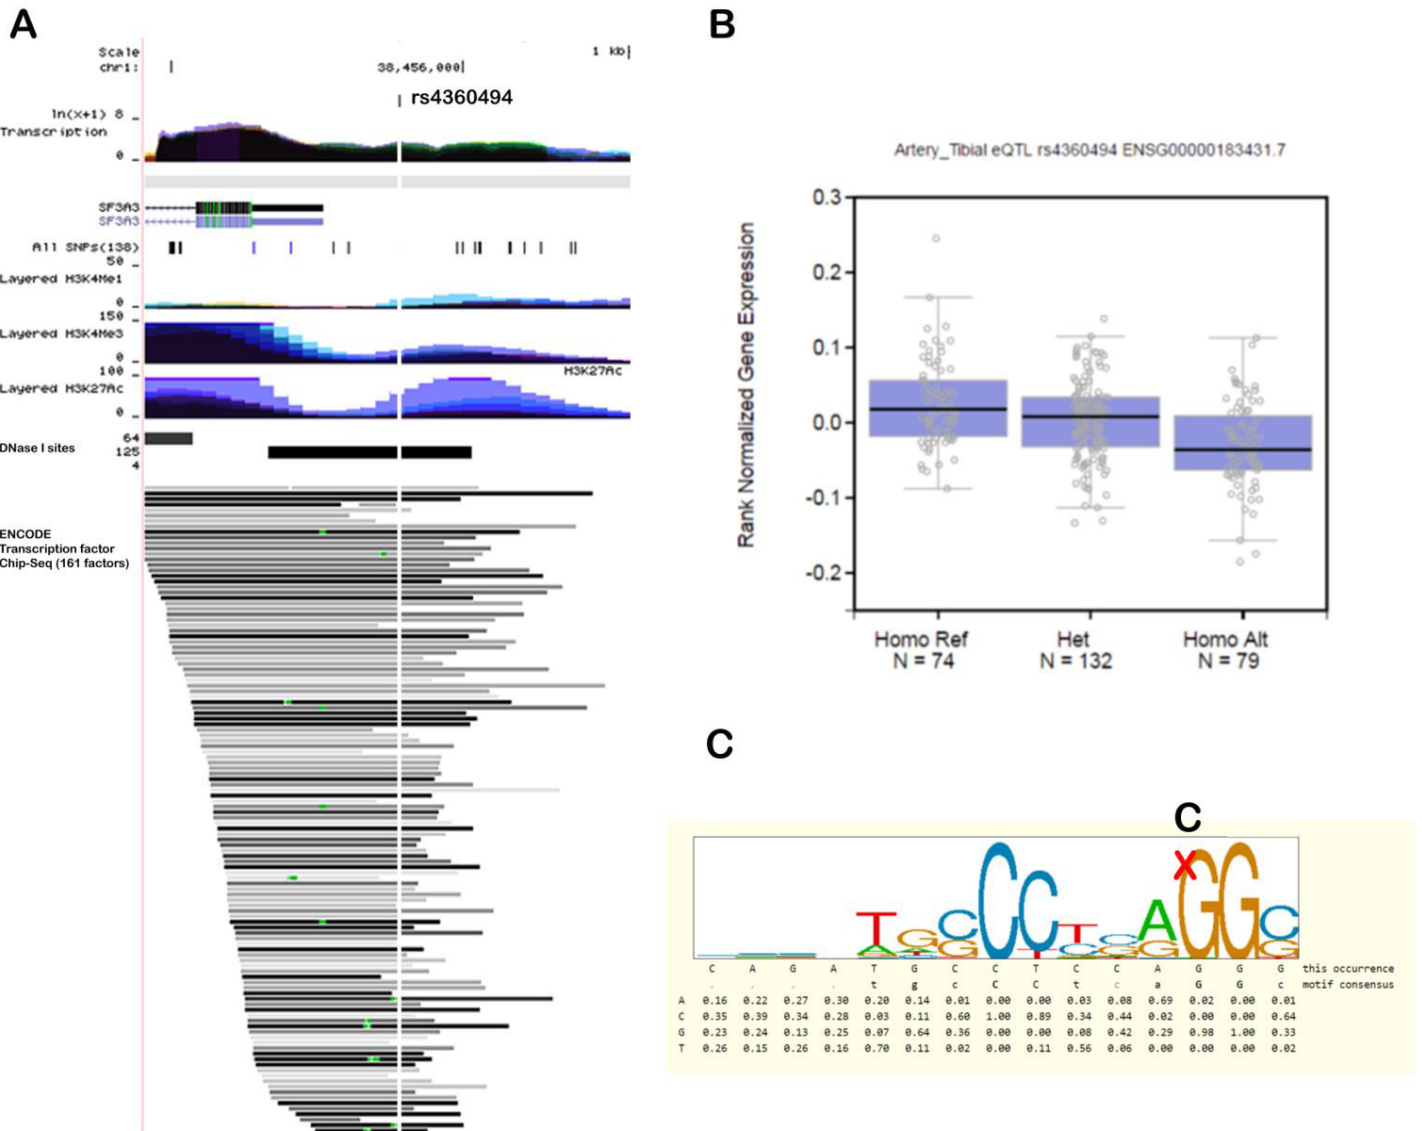 A
Scale
1 kb
chr1:
38,456,000
rs4360494
ln(x+1) 8
Transcription
0
SF3A3
SF3A3
All SNPs(138)
50
Layered H3K4Me1
0
150
Layered H3K4Me3
0
100
H3K27Ac
Layered H3K27Ac
0
64
DNase I sites
125
4
ENCODE
Transcription factor
Chip-Seq (161 factors)
B
Artery_Tibial eQTL rs4360494 ENSG00000183431.7
Rank Normalized Gene Expression
0.3
0.2
0.1
0.0
-0.1
-0.2
Homo Ref Het Homo Alt
N = 74 N = 132 N = 79
C
C
X
T G C C C T C A G G C
C A G A T G C C T C C A G G G this occurrence
. . . . t g c C C t c a G G c motif consensus
A 0.16 0.22 0.27 0.30 0.20 0.14 0.01 0.00 0.00 0.03 0.08 0.69 0.02 0.00 0.01
C 0.35 0.39 0.34 0.28 0.03 0.11 0.60 1.00 0.89 0.34 0.44 0.02 0.00 0.00 0.64
G 0.23 0.24 0.13 0.25 0.07 0.64 0.36 0.00 0.00 0.08 0.42 0.29 0.98 1.00 0.33
T 0.26 0.15 0.26 0.16 0.70 0.11 0.02 0.00 0.11 0.56 0.06 0.00 0.00 0.00 0.02